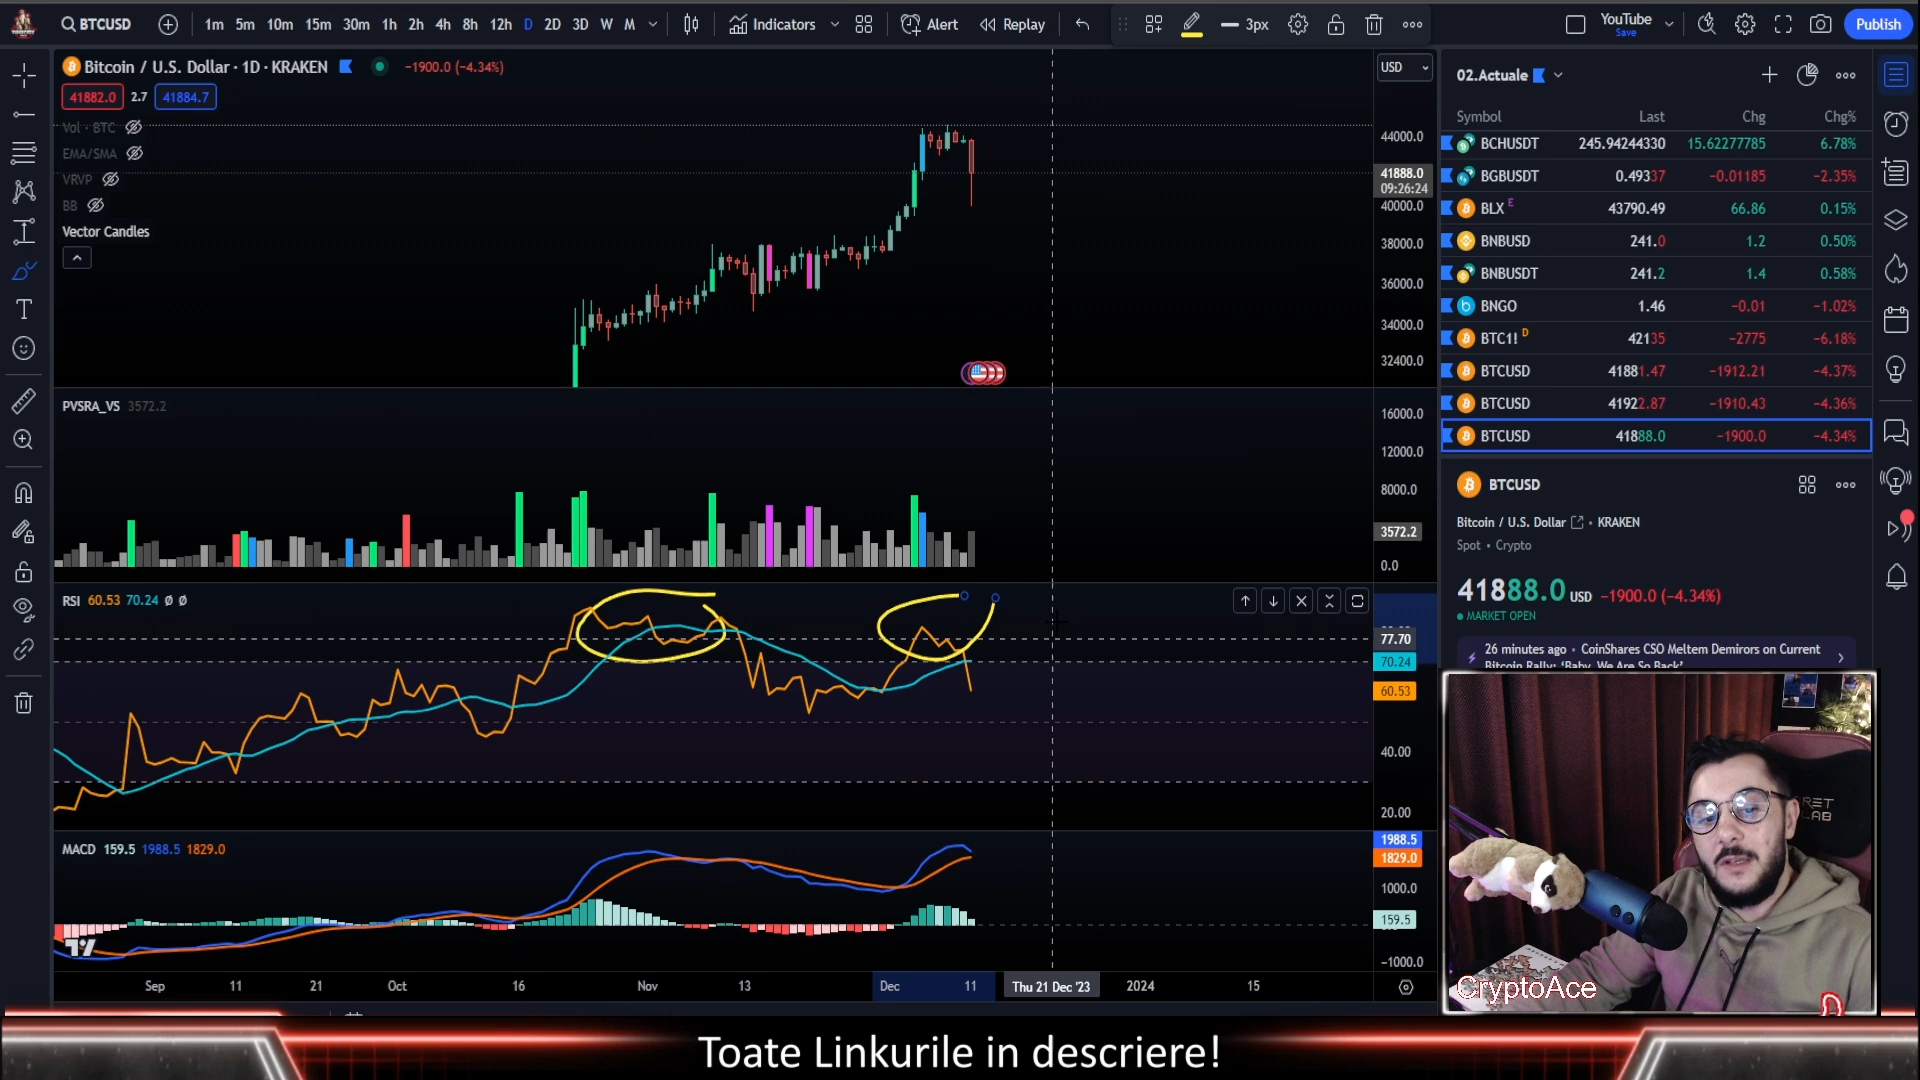 BTCUSD 1m 5m 10m 15m 30m 1h 2h 4h 8h 12h D 2D 3D W M Indicators Alert Replay 3px YouTube Save Publish
Bitcoin / U.S. Dollar · 1D · KRAKEN −1900.0 (−4.34%)
41882.0 2.7 41884.7
Vol · BTC
EMA/SMA
VRVP
BB
Vector Candles
USD
44000.0
41888.0
09:26:24
40000.0
38000.0
36000.0
34000.0
32400.0
PVSRA_VS 3572.2
16000.0
12000.0
8000.0
3572.2
0.0
RSI 60.53 70.24 Ø Ø
77.70
70.24
60.53
40.00
20.00
MACD 159.5 1988.5 1829.0
1988.5
1829.0
1000.0
159.5
−1000.0
Sep 11 21 Oct 16 Nov 13 Dec 11 Thu 21 Dec '23 2024 15
02.Actuale
Symbol Last Chg Chg%
BCHUSDT 245.94244330 15.62277785 6.78%
BGBUSDT 0.49337 −0.01185 −2.35%
BLX E 43790.49 66.86 0.15%
BNBUSD 241.0 1.2 0.50%
BNBUSDT 241.2 1.4 0.58%
BNGO 1.46 −0.01 −1.02%
BTC1! D 42135 −2775 −6.18%
BTCUSD 41881.47 −1912.21 −4.37%
BTCUSD 41922.87 −1910.43 −4.36%
BTCUSD 41888.0 −1900.0 −4.34%
BTCUSD
Bitcoin / U.S. Dollar · KRAKEN
Spot • Crypto
41888.0 USD −1900.0 (−4.34%)
MARKET OPEN
26 minutes ago • CoinShares CSO Meltem Demirors on Current
Bitcoin Rally: 'Baby, We Are So Back'
CryptoAce
Toate Linkurile in descriere!